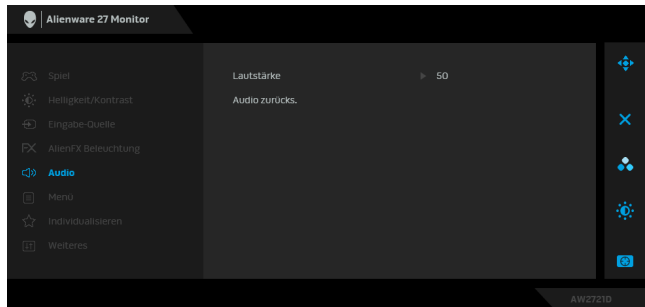 Alienware 27 Monitor
Spiel
Helligkeit/Kontrast
Eingabe-Quelle
AlienFX Beleuchtung
Audio
Menü
Individualisieren
Weiteres
Lautstärke 50
Audio zurücks.
AW2721D